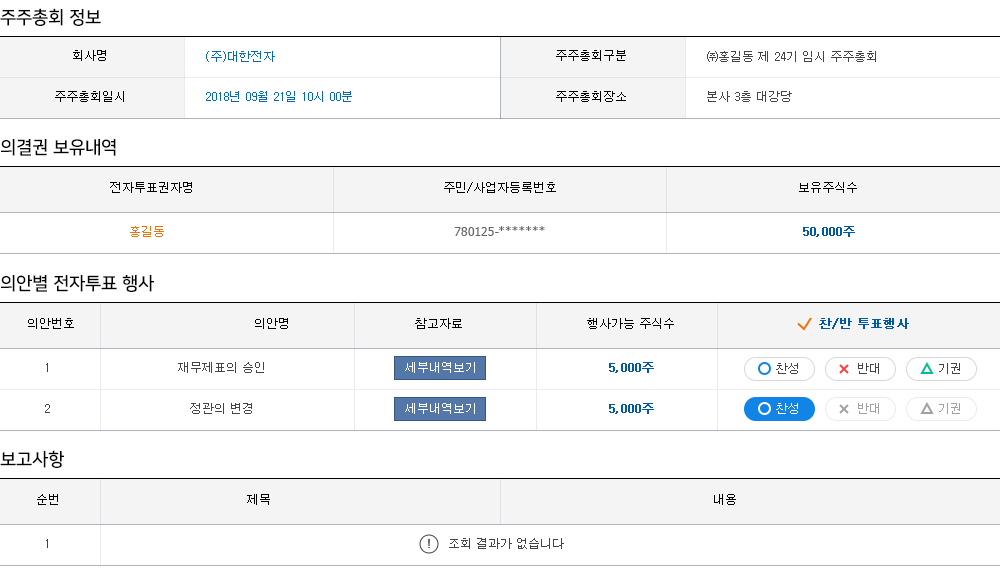 주주총회 정보
회사명 (주)대한전자 주주총회구분 ㈜홍길동 제 24기 임시 주주총회
주주총회일시 2018년 09월 21일 10시 00분 주주총회장소 본사 3층 대강당
의결권 보유내역
전자투표권자명 주민/사업자등록번호 보유주식수
홍길동 780125-******* 50,000주
의안별 전자투표 행사
의안번호 의안명 참고자료 행사가능 주식수 찬/반 투표행사
1 재무제표의 승인 세부내역보기 5,000주 찬성 반대 기권
2 정관의 변경 세부내역보기 5,000주 찬성 반대 기권
보고사항
순번 제목 내용
1 조회 결과가 없습니다